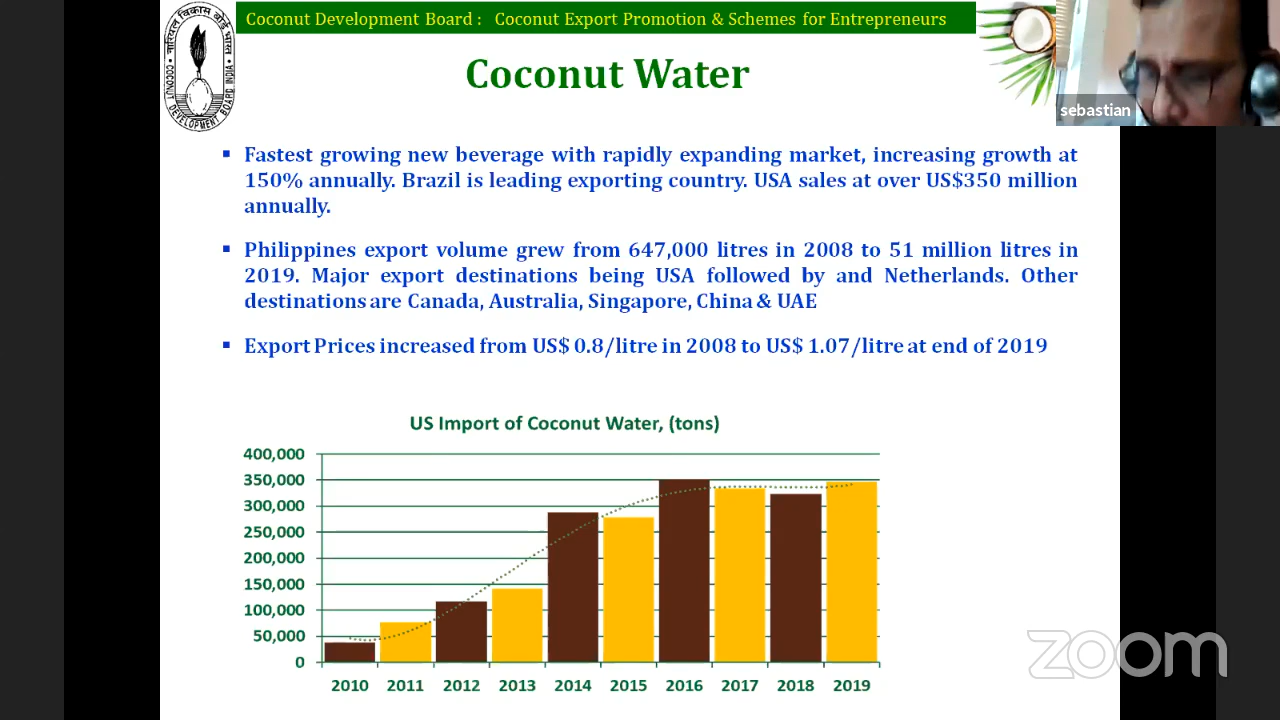 Coconut Development Board : Coconut Export Promotion & Schemes for Entrepreneurs
नारियल विकास बोर्ड भारत
COCONUT DEVELOPMENT BOARD INDIA
sebastian
Coconut Water
▪ Fastest growing new beverage with rapidly expanding market, increasing growth at
150% annually. Brazil is leading exporting country. USA sales at over US$350 million
annually.
▪ Philippines export volume grew from 647,000 litres in 2008 to 51 million litres in
2019. Major export destinations being USA followed by and Netherlands. Other
destinations are Canada, Australia, Singapore, China & UAE
▪ Export Prices increased from US$ 0.8/litre in 2008 to US$ 1.07/litre at end of 2019
US Import of Coconut Water, (tons)
400,000
350,000
300,000
250,000
200,000
150,000
100,000
50,000
0
2010 2011 2012 2013 2014 2015 2016 2017 2018 2019
zoom